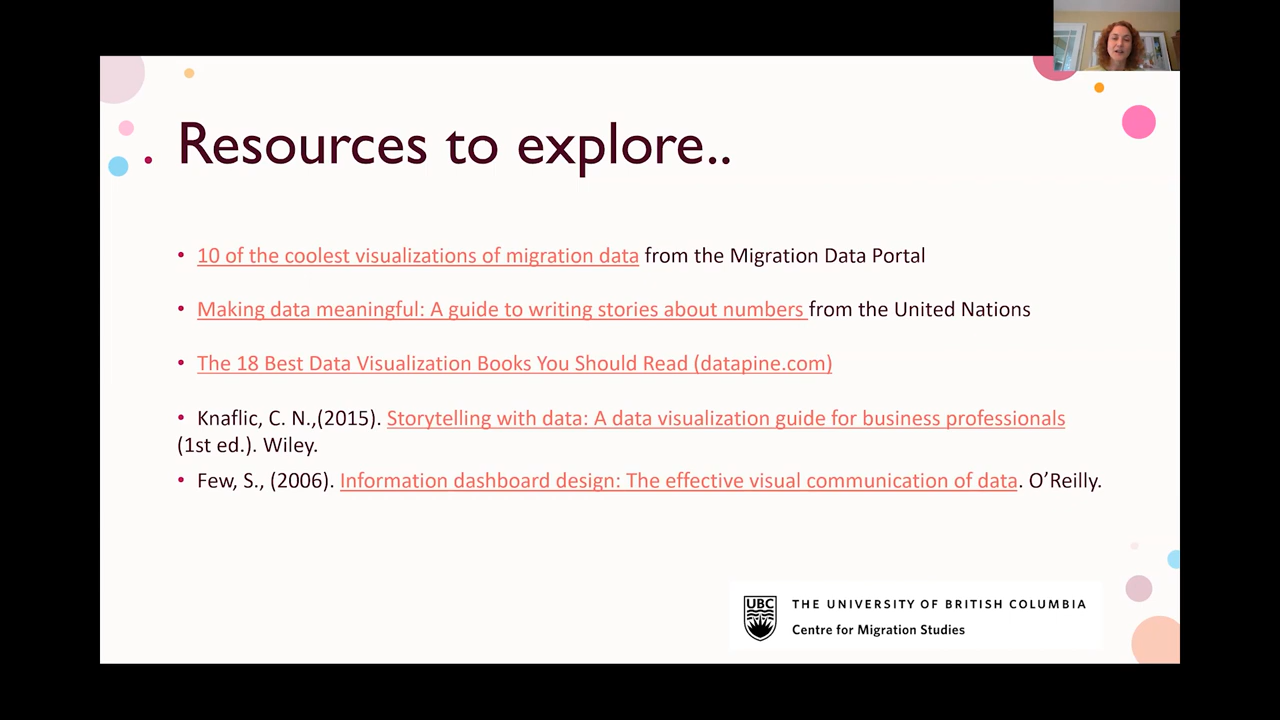 Resources to explore..
• 10 of the coolest visualizations of migration data from the Migration Data Portal
• Making data meaningful: A guide to writing stories about numbers from the United Nations
• The 18 Best Data Visualization Books You Should Read (datapine.com)
• Knaflic, C. N.,(2015). Storytelling with data: A data visualization guide for business professionals
(1st ed.). Wiley.
• Few, S., (2006). Information dashboard design: The effective visual communication of data. O’Reilly.
UBC
THE UNIVERSITY OF BRITISH COLUMBIA
Centre for Migration Studies